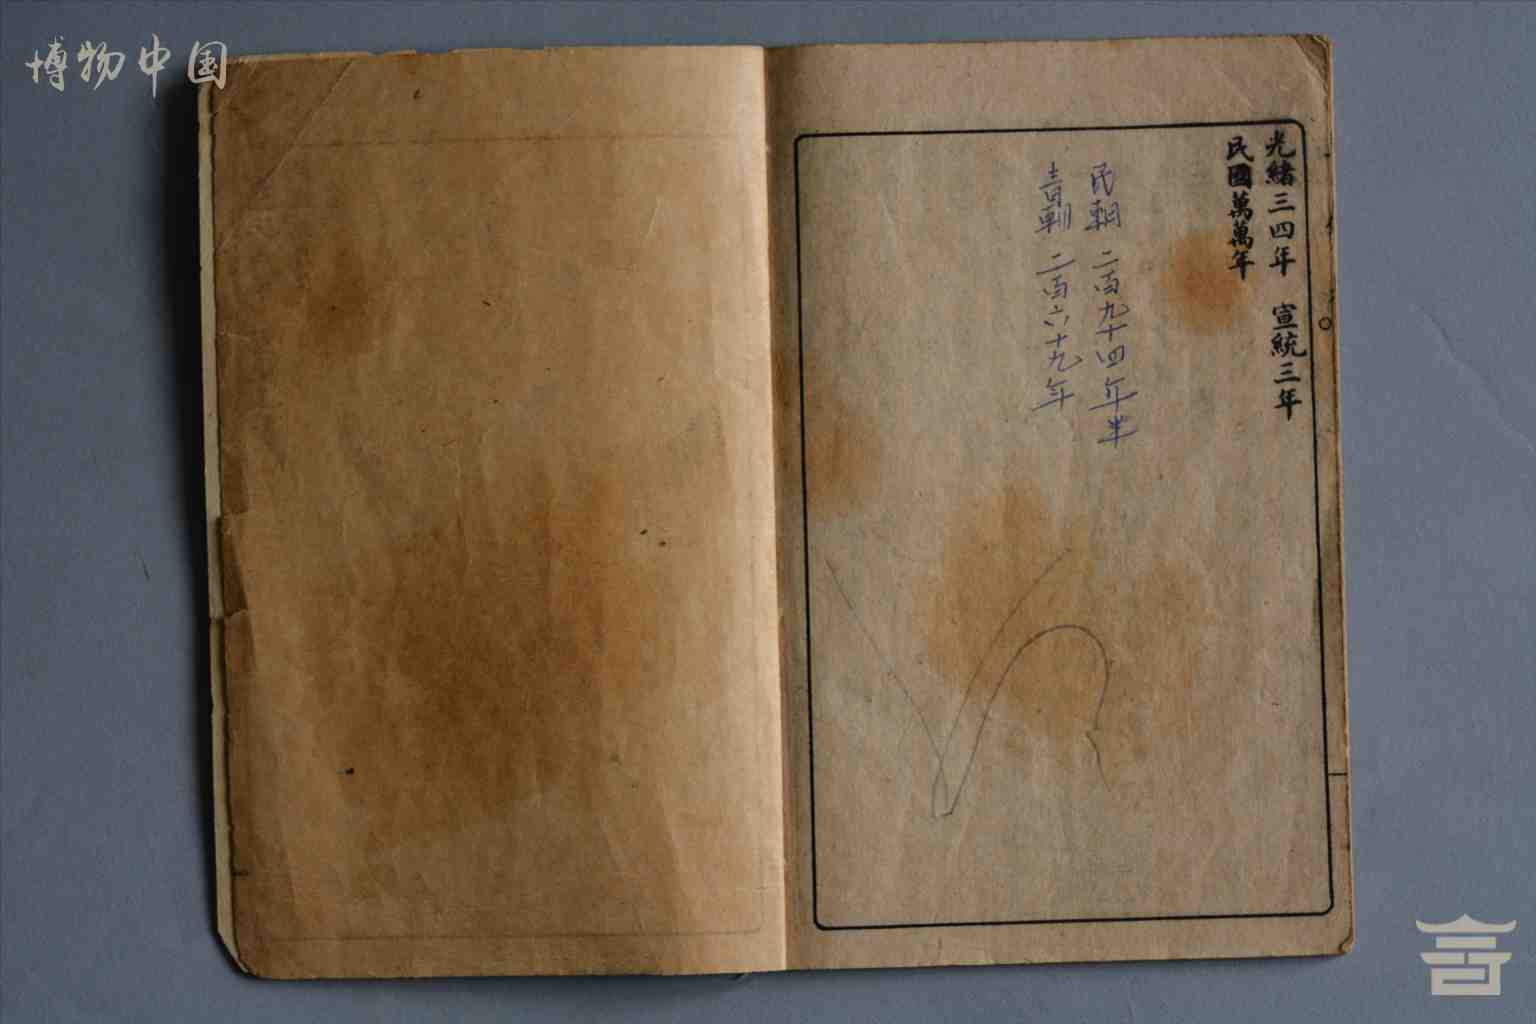 博物中国
光緒三四年　宣統三年
民國萬萬年
民朝　二百九十四年半
青朝　二百六十九年